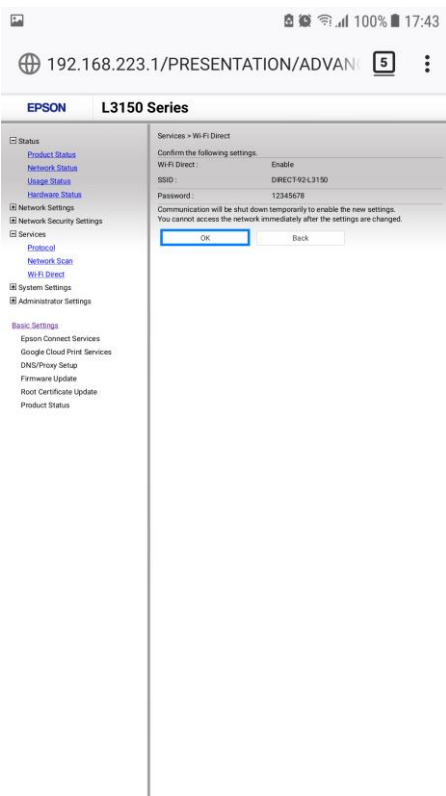 100% 17:43
192.168.223.1/PRESENTATION/ADVAN
5
EPSON L3150 Series
Status
Product Status
Network Status
Usage Status
Hardware Status
Network Settings
Network Security Settings
Services
Protocol
Network Scan
Wi-Fi Direct
System Settings
Administrator Settings
Basic Settings
Epson Connect Services
Google Cloud Print Services
DNS/Proxy Setup
Firmware Update
Root Certificate Update
Product Status
Services > Wi-Fi Direct
Confirm the following settings.
Wi-Fi Direct : Enable
SSID : DIRECT-92-L3150
Password : 12345678
Communication will be shut down temporarily to enable the new settings.
You cannot access the network immediately after the settings are changed.
OK Back